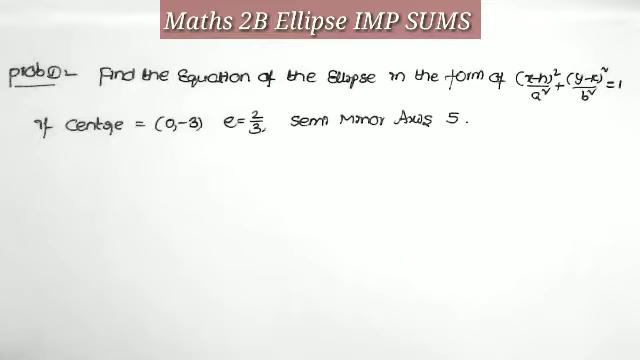 Maths 2B Ellipse IMP SUMS
prob①:- Find the Equation of the Ellipse in the form of (x-h)²/a² + (y-k)²/b² = 1
if centre = (0,-3) e = 2/3, semi Minor Axis 5.